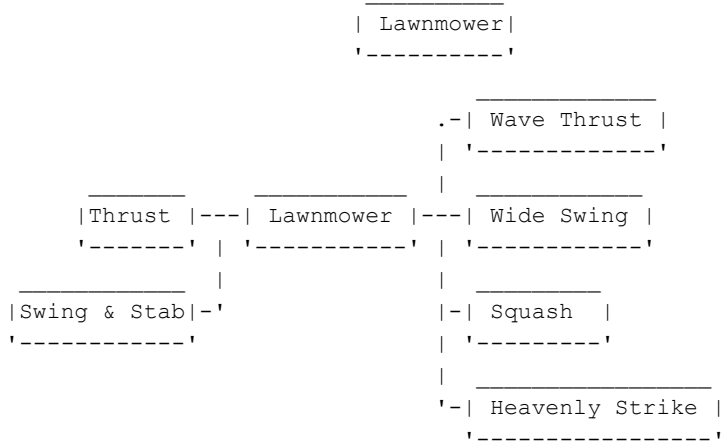 Lawnmower
Wave Thrust
Thrust
Lawnmower
Wide Swing
Swing & Stab
Squash
Heavenly Strike